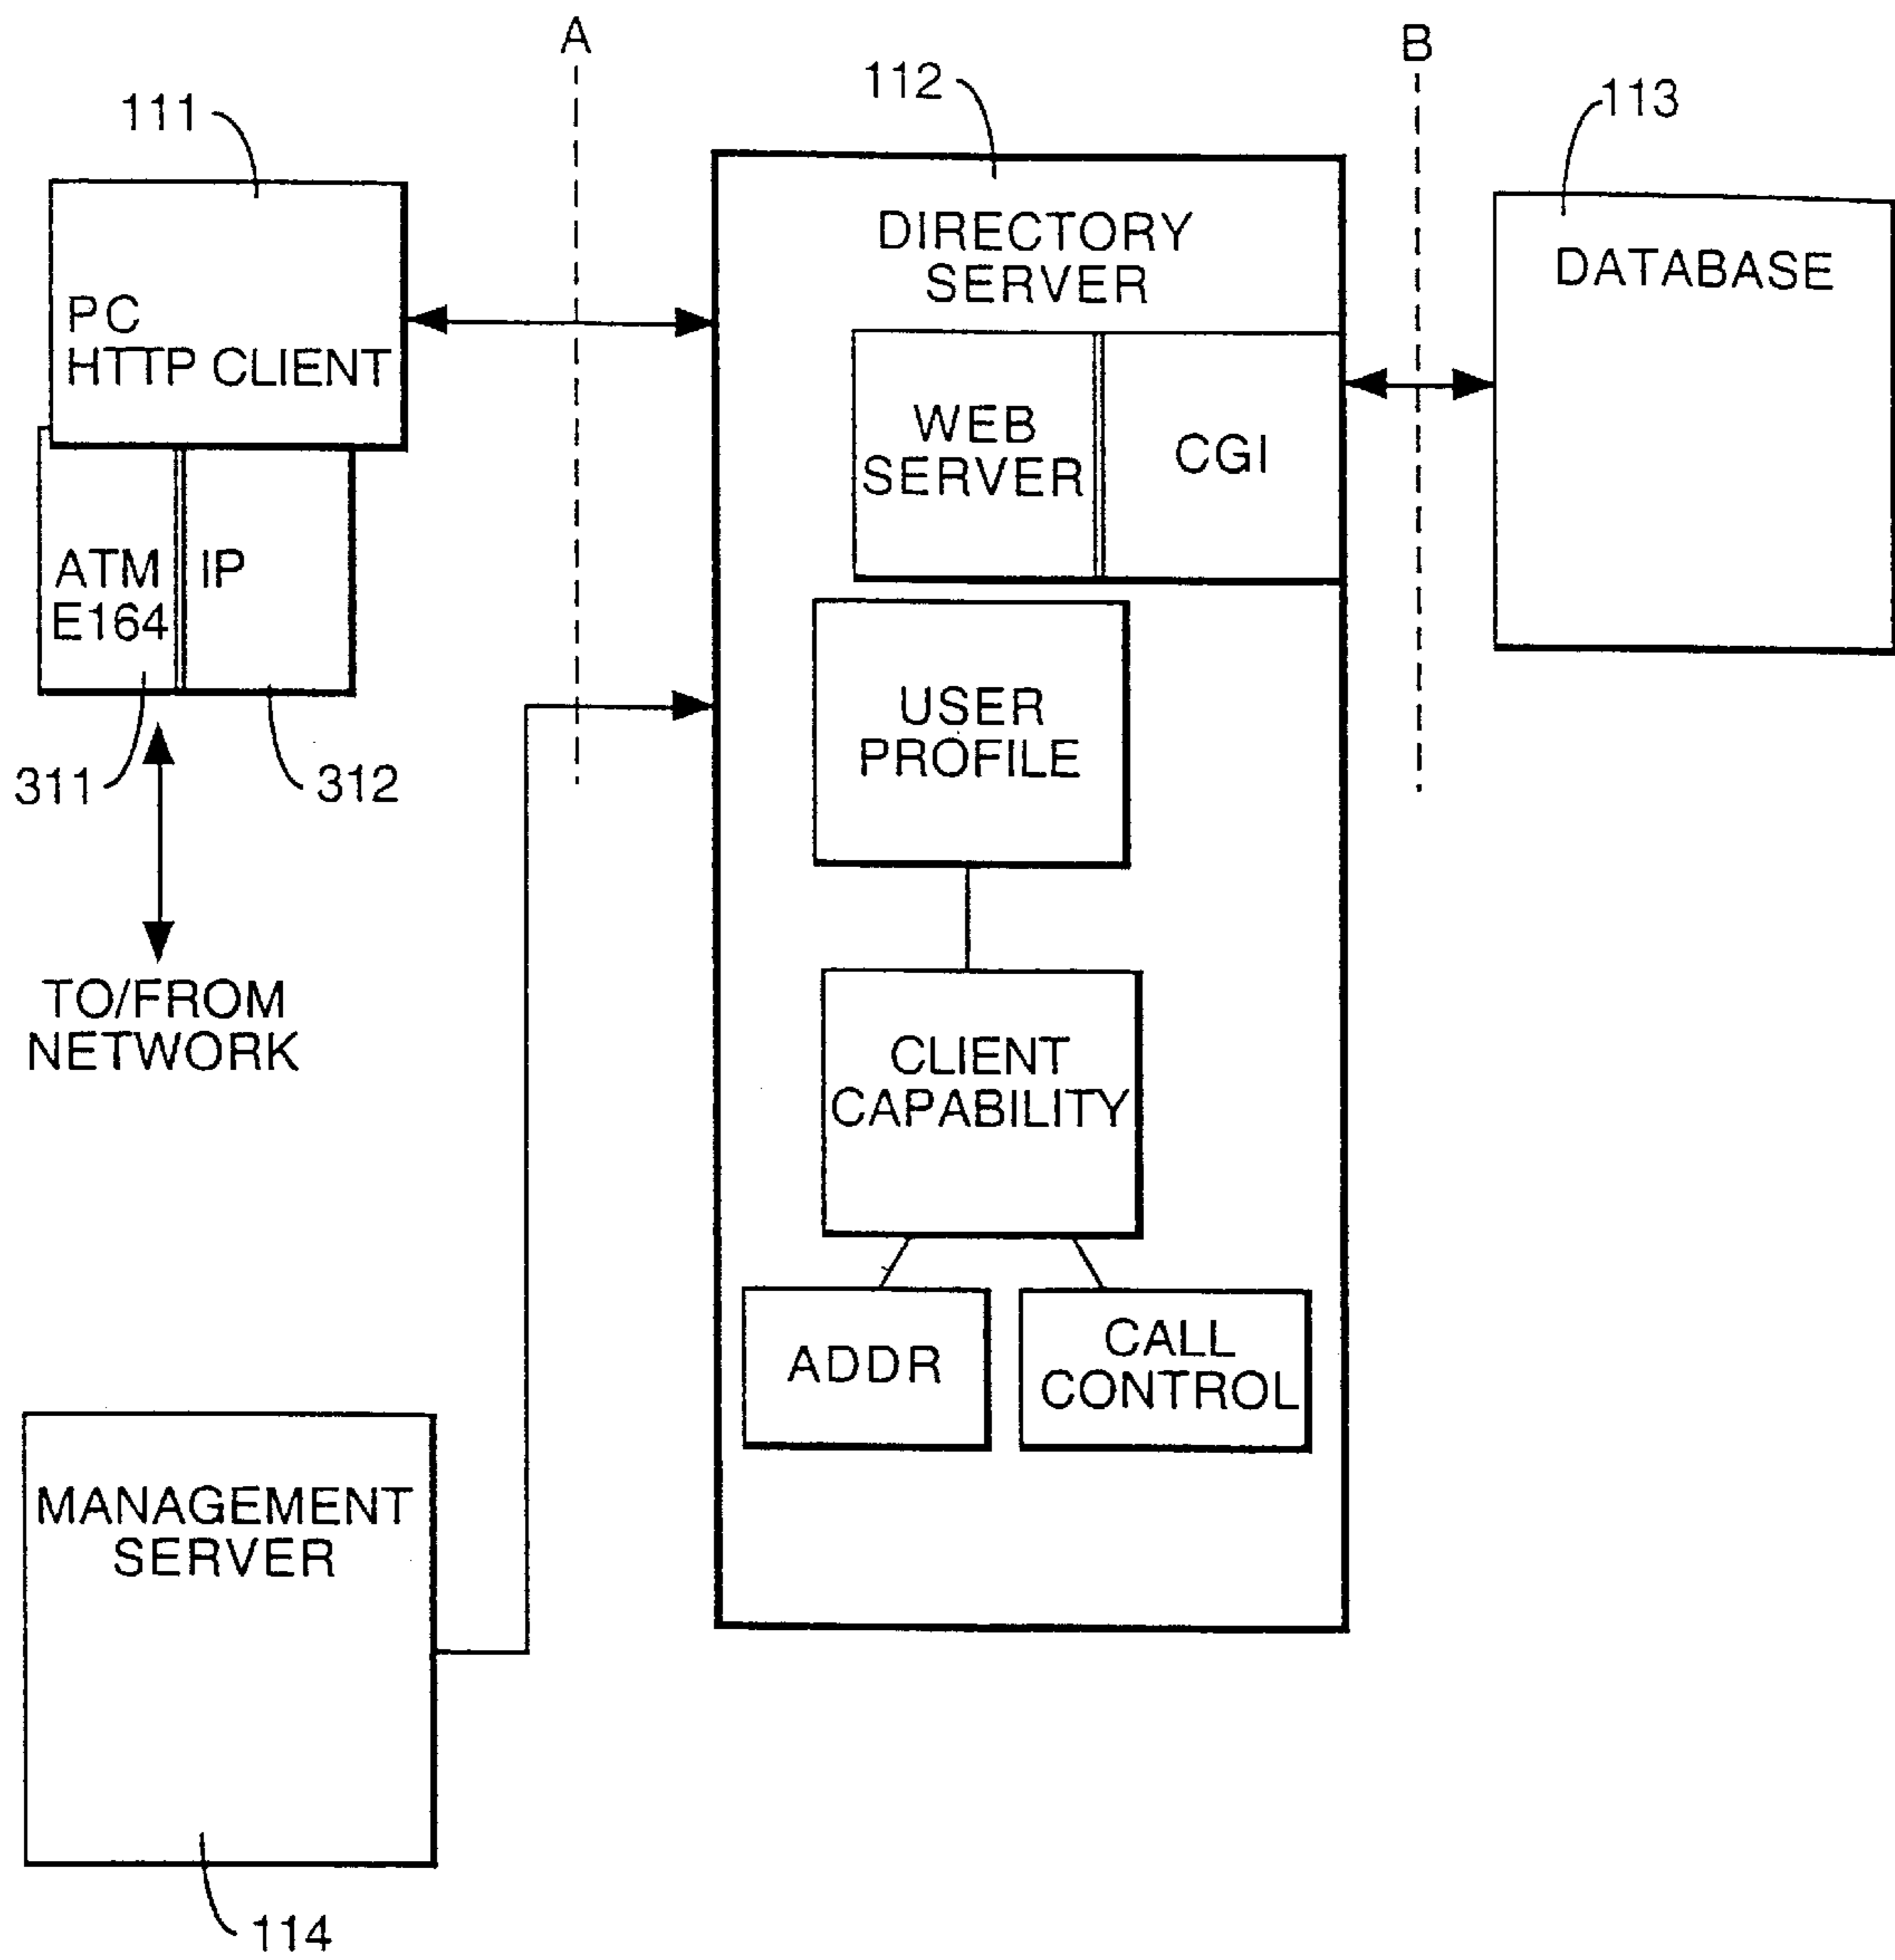 A
B
112
113
111
DIRECTORY
SERVER
DATABASE
PC
HTTP CLIENT
WEB
SERVER
CGI
ATM
E164
IP
311
312
USER
PROFILE
TO/FROM
NETWORK
CLIENT
CAPABILITY
ADDR
CALL
CONTROL
MANAGEMENT
SERVER
114